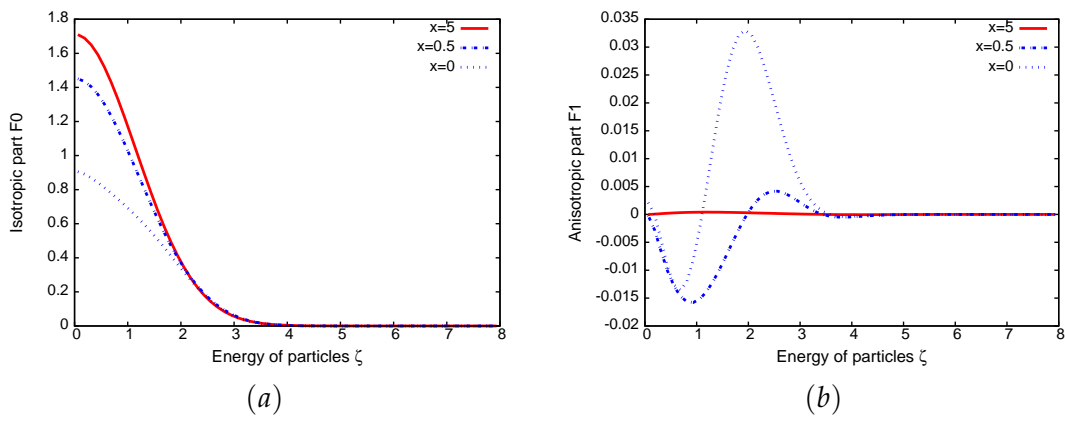 1.8
1.6
1.4
1.2
1
0.8
0.6
0.4
0.2
0
0 1 2 3 4 5 6 7 8
Isotropic part F0
Energy of particles ζ
x=5
x=0.5
x=0
(a)
0.035
0.03
0.025
0.02
0.015
0.01
0.005
0
-0.005
-0.01
-0.015
-0.02
0 1 2 3 4 5 6 7 8
Anisotropic part F1
Energy of particles ζ
x=5
x=0.5
x=0
(b)